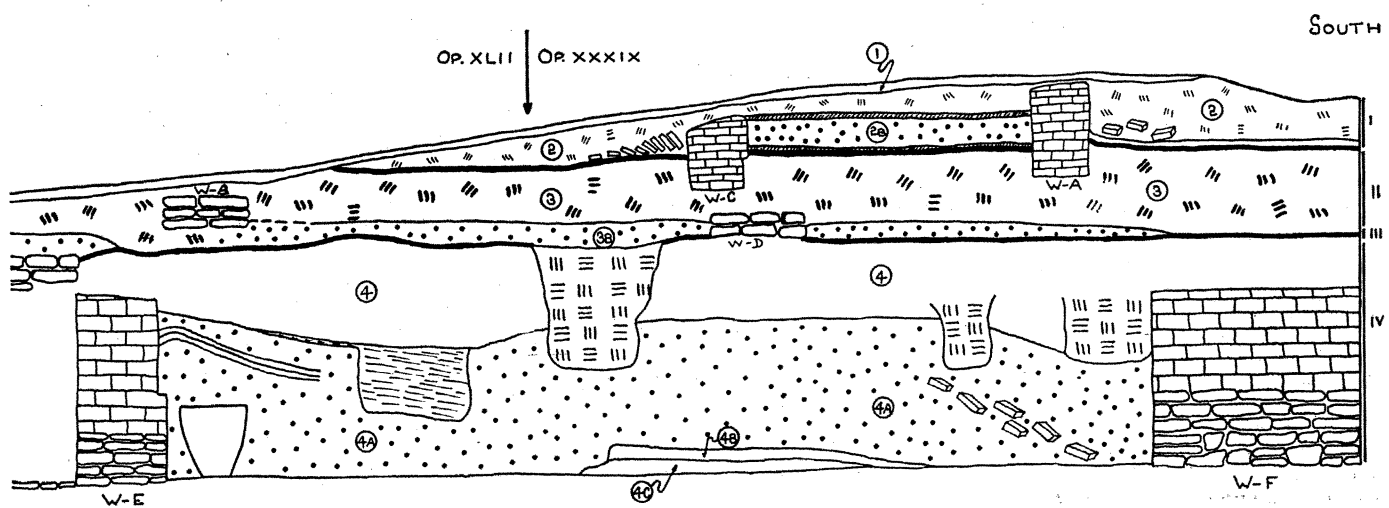 SOUTH
OP. XLII OP. XXXIX
1
2
2
2a
I
W-B
W-C
W-A
3
3
II
3B
W-D
III
4
4
IV
4A
4A
4B
4C
W-E
W-F